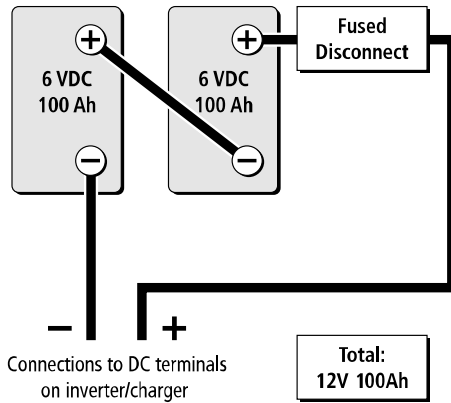 +
+
6 VDC
100 Ah
6 VDC
100 Ah
Fused
Disconnect
−
−
− +
Connections to DC terminals
on inverter/charger
Total:
12V 100Ah